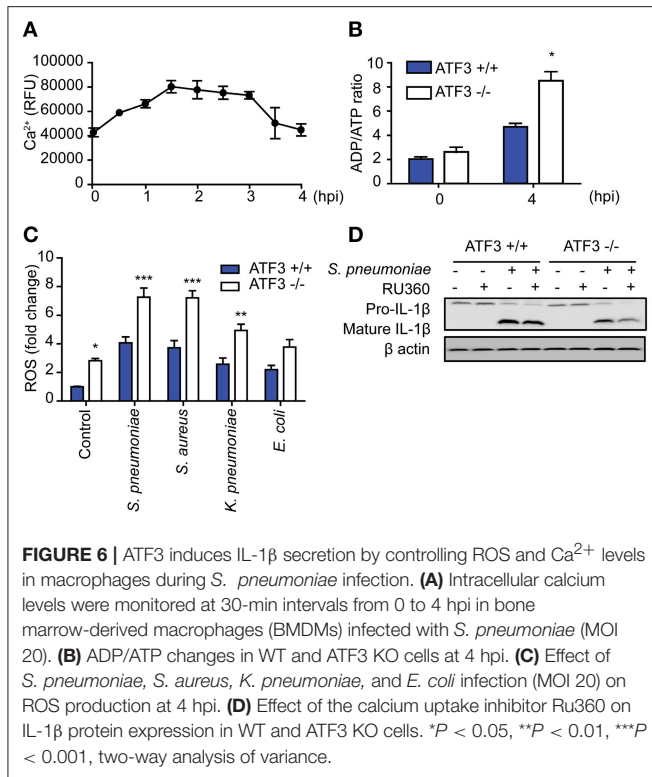 A
Ca2+ (RFU)
100000
80000
60000
40000
20000
0
0 1 2 3 4 (hpi)
B
ADP/ATP ratio
10
8
6
4
2
0
ATF3 +/+
ATF3 -/-
*
0 4 (hpi)
C
ROS (fold change)
10
8
6
4
2
0
ATF3 +/+
ATF3 -/-
* *** *** **
Control
S. pneumoniae
S. aureus
K. pneumoniae
E. coli
D
ATF3 +/+ ATF3 -/-
S. pneumoniae - - + + - - + +
RU360 - + - + - + - +
Pro-IL-1β
Mature IL-1β
β actin
FIGURE 6 | ATF3 induces IL-1β secretion by controlling ROS and Ca2+ levels
in macrophages during S. pneumoniae infection. (A) Intracellular calcium
levels were monitored at 30-min intervals from 0 to 4 hpi in bone
marrow-derived macrophages (BMDMs) infected with S. pneumoniae (MOI
20). (B) ADP/ATP changes in WT and ATF3 KO cells at 4 hpi. (C) Effect of
S. pneumoniae, S. aureus, K. pneumoniae, and E. coli infection (MOI 20) on
ROS production at 4 hpi. (D) Effect of the calcium uptake inhibitor Ru360 on
IL-1β protein expression in WT and ATF3 KO cells. *P < 0.05, **P < 0.01, ***P
< 0.001, two-way analysis of variance.